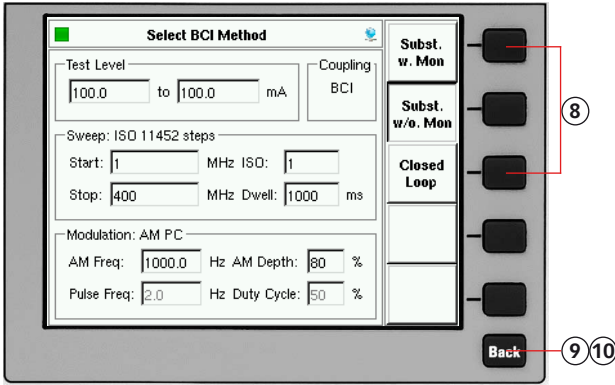 Select BCI Method
Test Level
100.0 to 100.0 mA
Coupling
BCI
Sweep: ISO 11452 steps
Start: 1 MHz ISO: 1
Stop: 400 MHz Dwell: 1000 ms
Modulation: AM PC
AM Freq: 1000.0 Hz AM Depth: 80 %
Pulse Freq: 2.0 Hz Duty Cycle: 50 %
Subst.
w. Mon
Subst.
w/o. Mon
Closed
Loop
Back
8
9 10